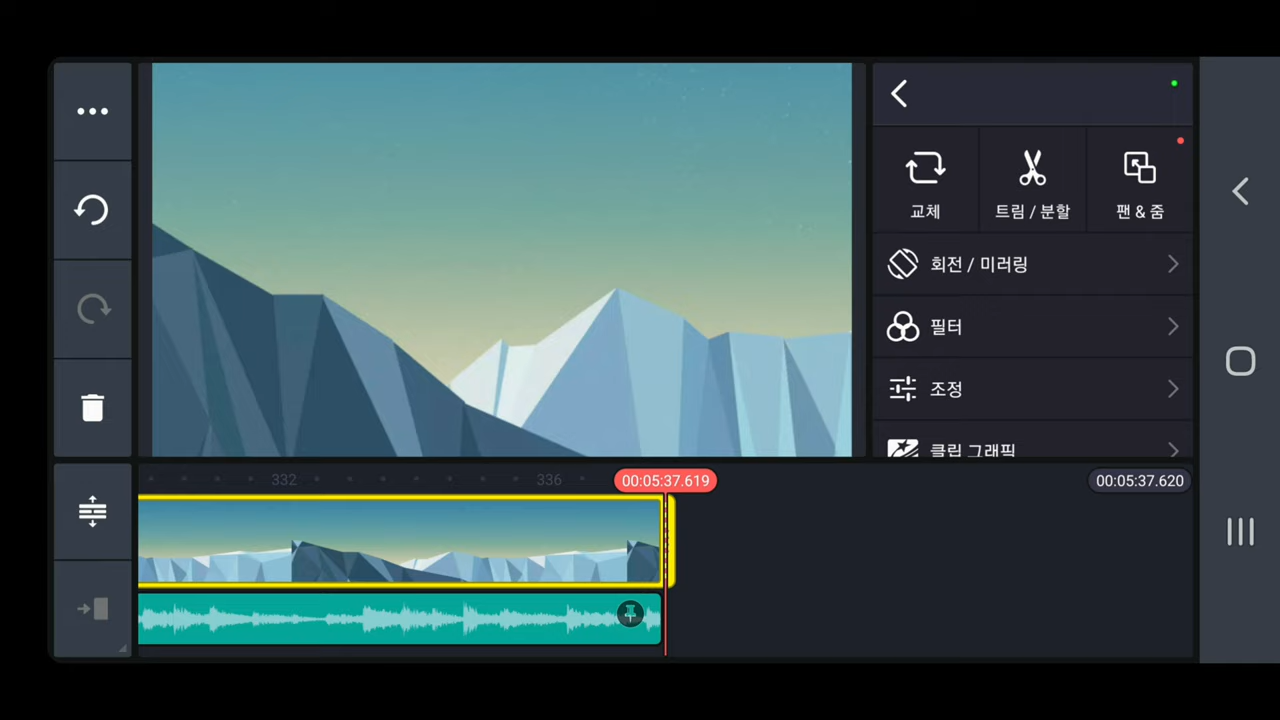 교체
트림 / 분할
팬 & 줌
회전 / 미러링
필터
조정
클립 그래픽
332
336
00:05:37.619
00:05:37.620